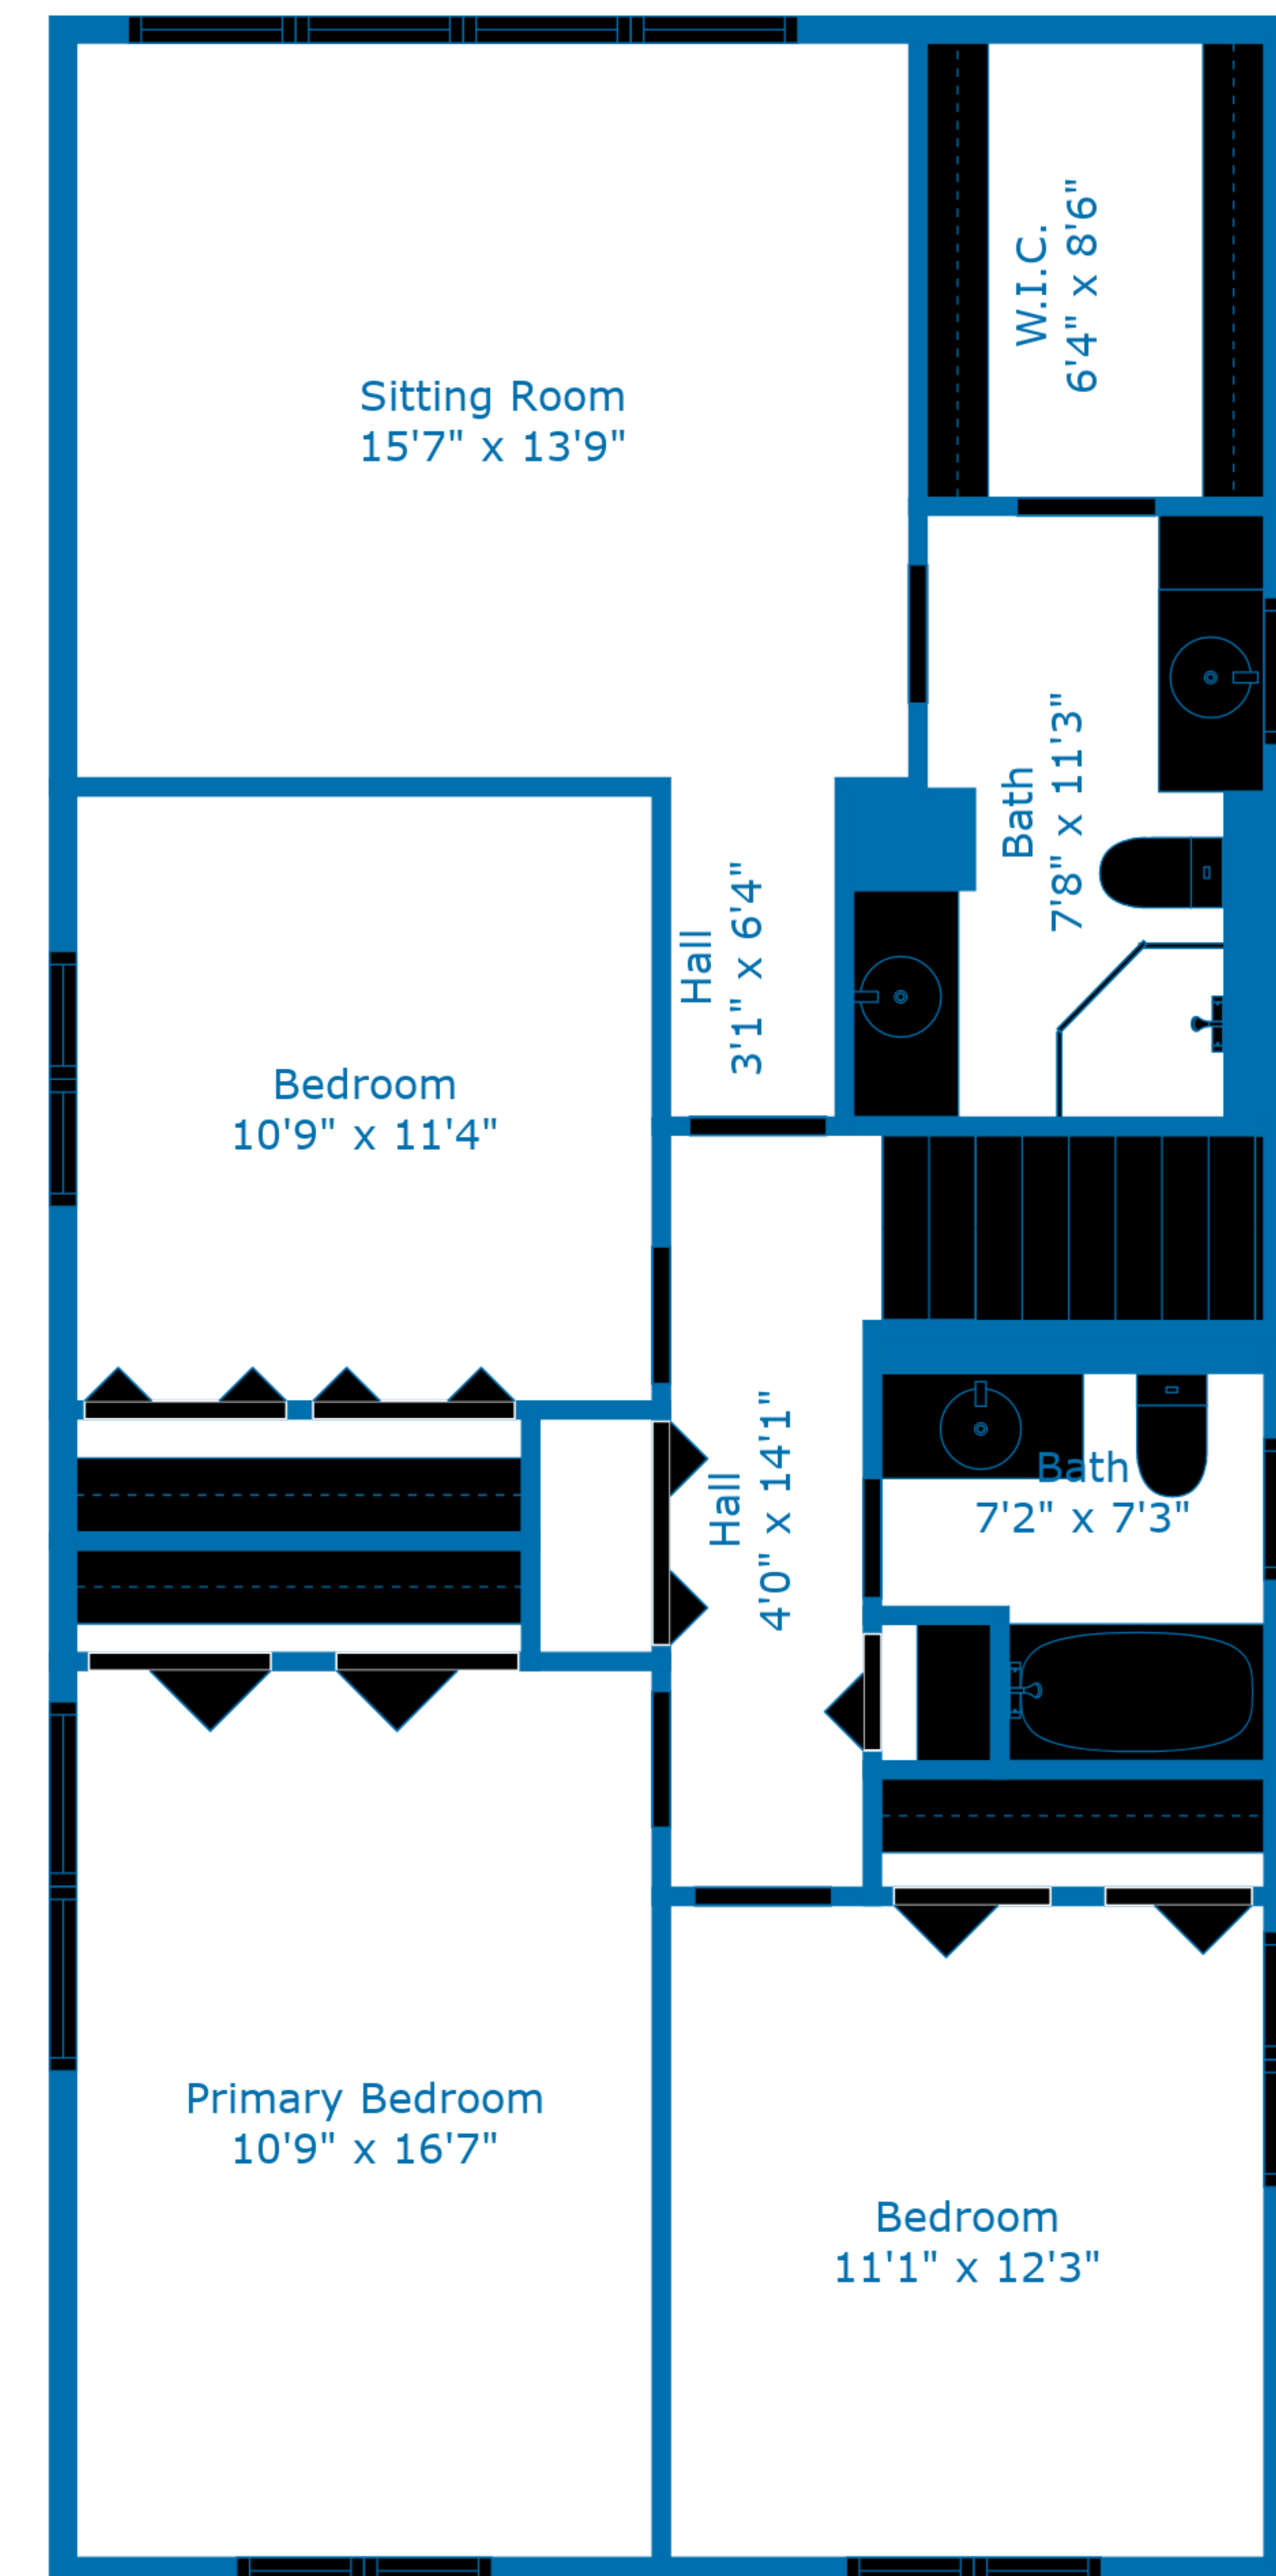 W.I.C.
6'4" x 8'6"
Sitting Room
15'7" x 13'9"
Bath
7'8" x 11'3"
Hall
3'1" x 6'4"
Bedroom
10'9" x 11'4"
Hall
4'0" x 14'1"
Bath
7'2" x 7'3"
Primary Bedroom
10'9" x 16'7"
Bedroom
11'1" x 12'3"